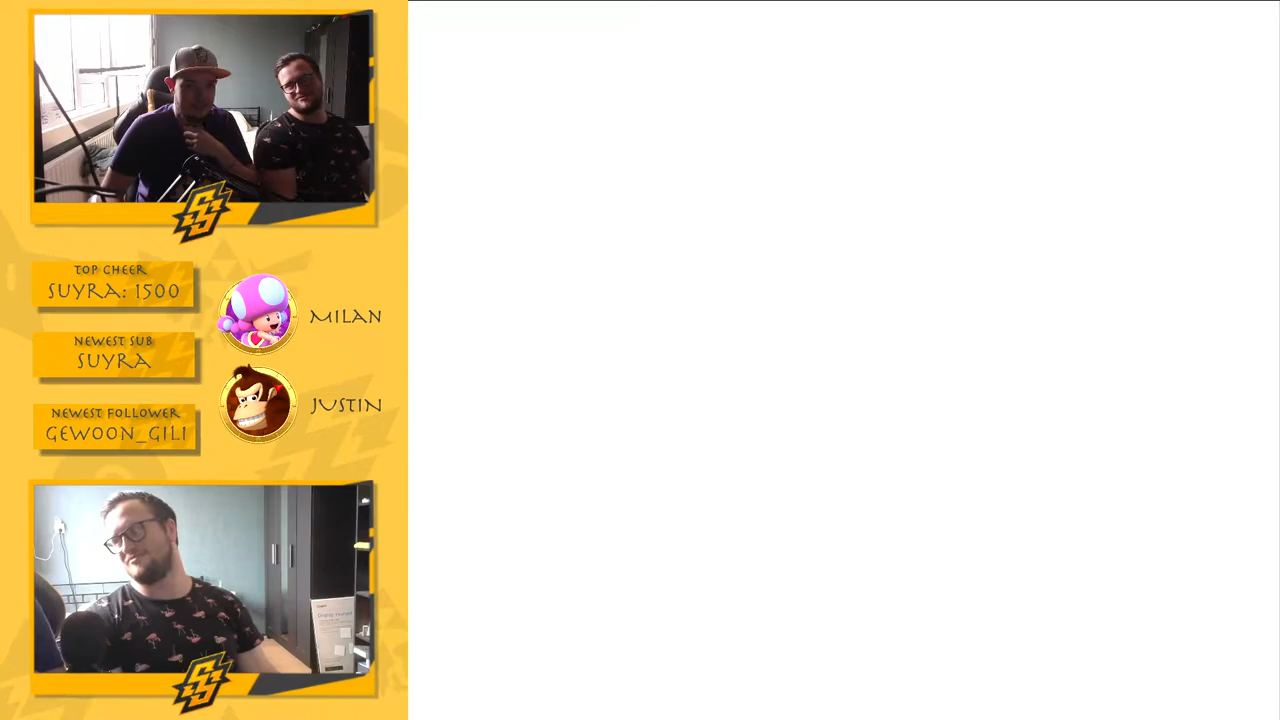 TOP CHEER
SUYRA: 1500
NEWEST SUB
SUYRA
NEWEST FOLLOWER
GEWOON_GILI
MILAN
JUSTIN